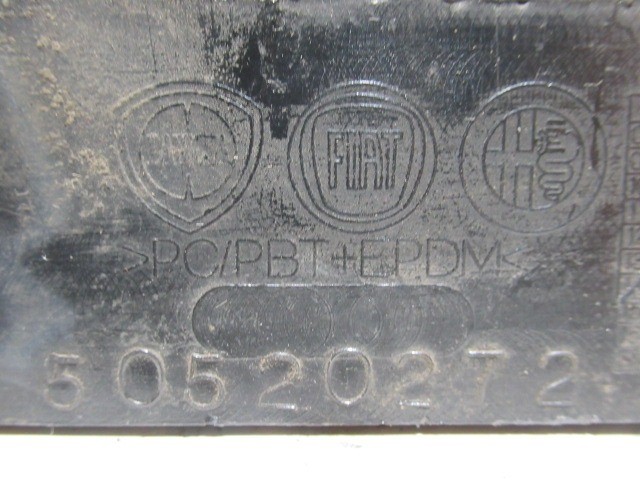 LANCIA FIAT
>PC/PBT+EPDM<
50520272